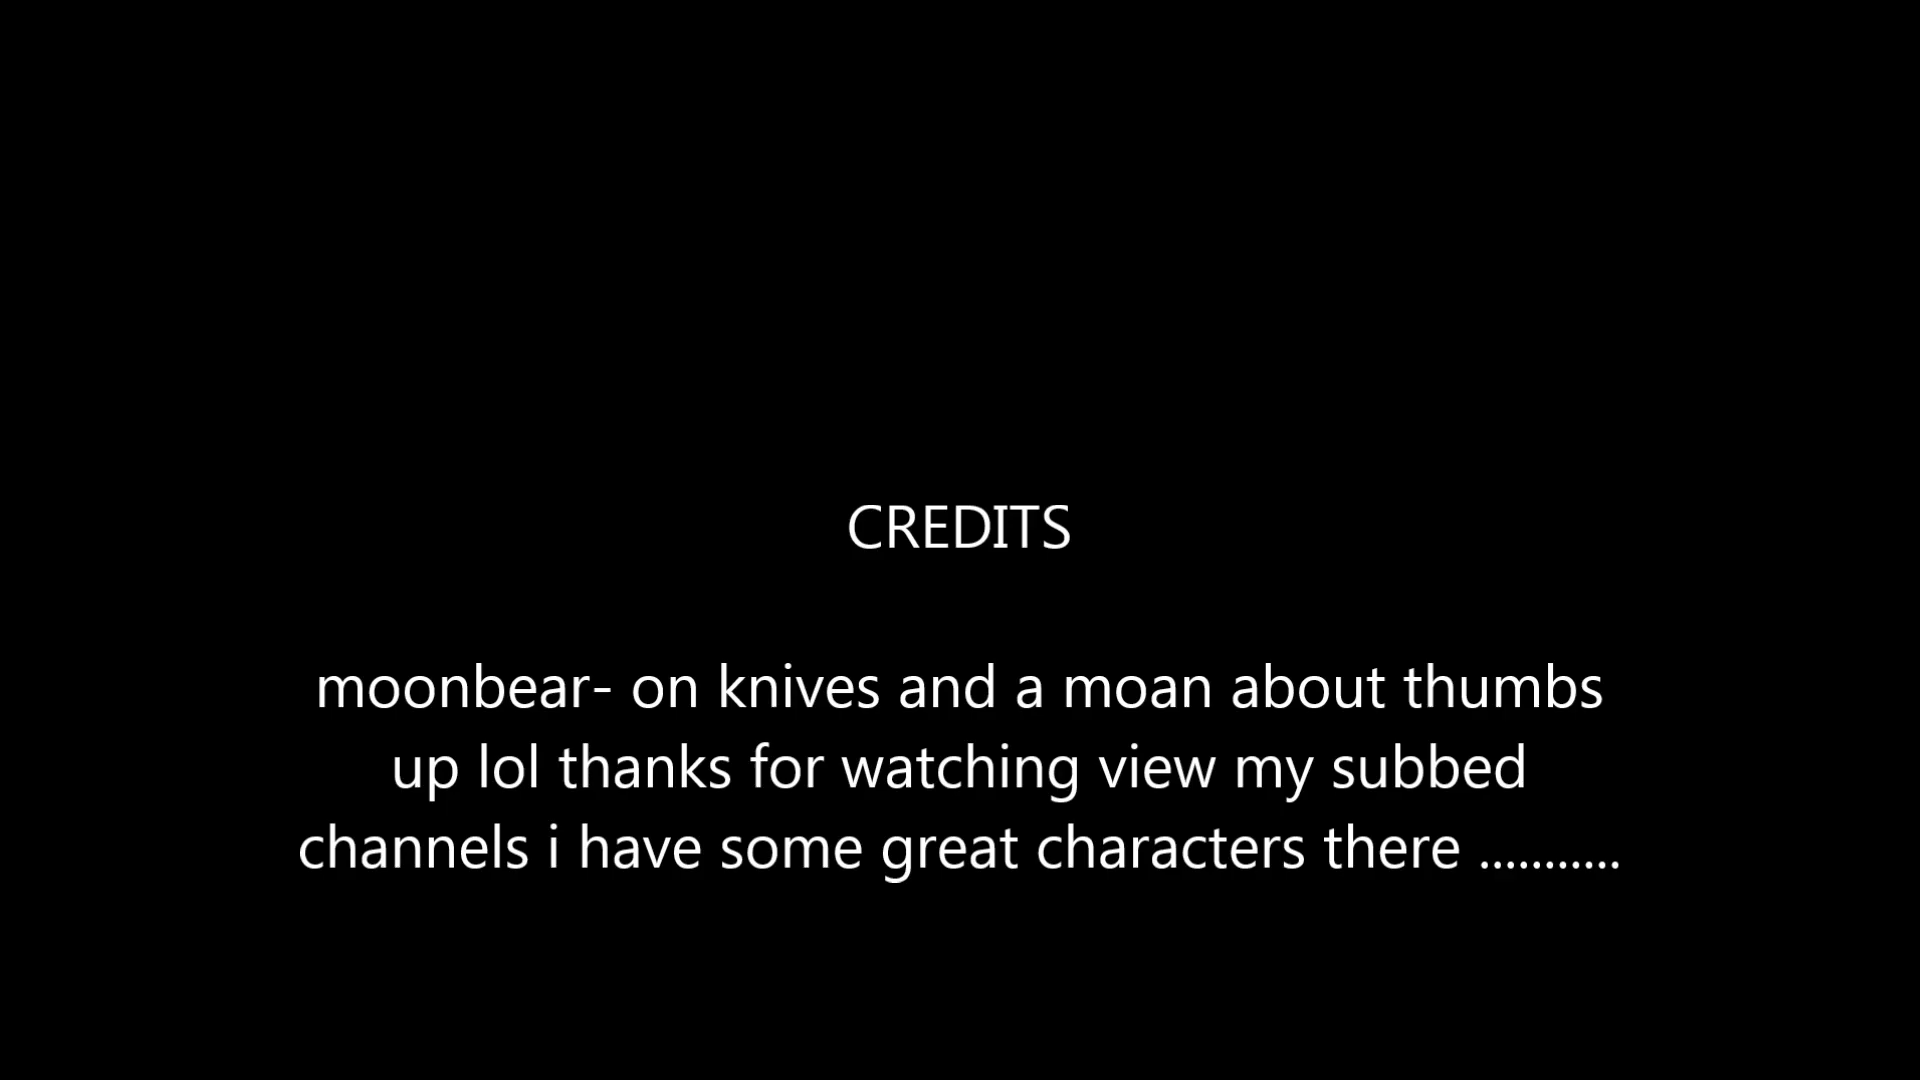 CREDITS
moonbear- on knives and a moan about thumbs
up lol thanks for watching view my subbed
channels i have some great characters there ...........